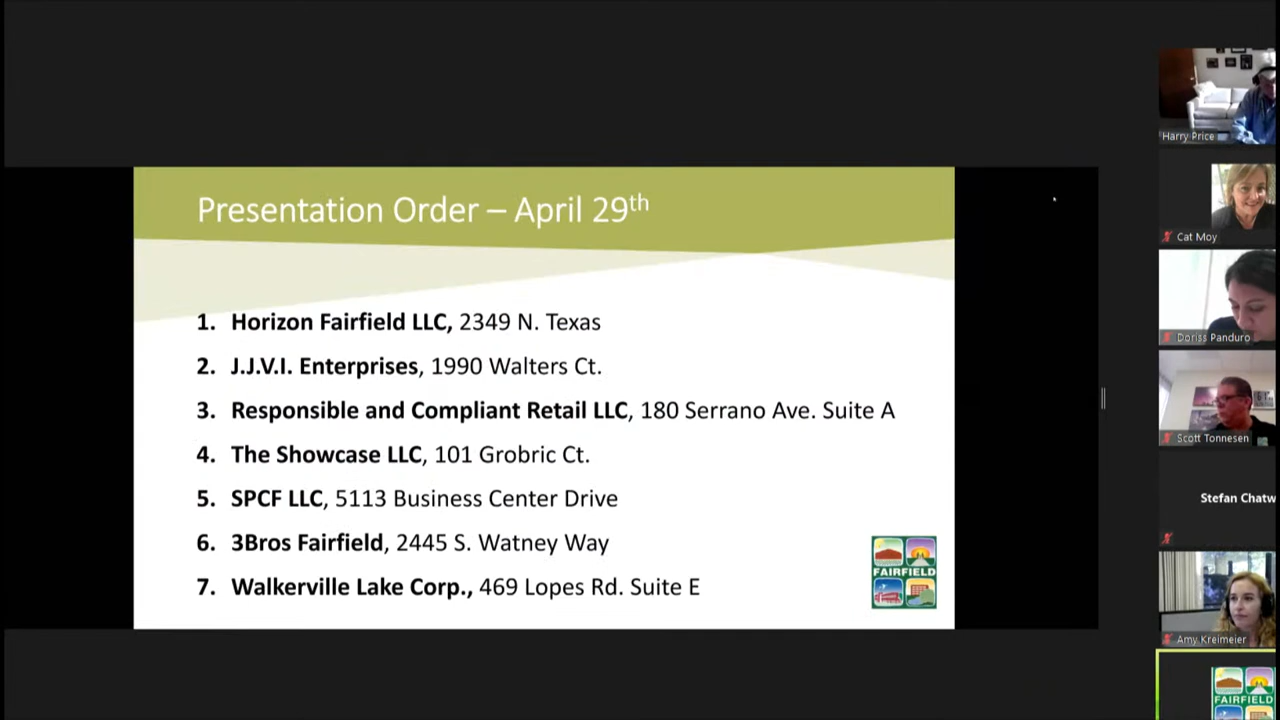 Presentation Order – April 29th
1. Horizon Fairfield LLC, 2349 N. Texas
2. J.J.V.I. Enterprises, 1990 Walters Ct.
3. Responsible and Compliant Retail LLC, 180 Serrano Ave. Suite A
4. The Showcase LLC, 101 Grobric Ct.
5. SPCF LLC, 5113 Business Center Drive
6. 3Bros Fairfield, 2445 S. Watney Way
7. Walkerville Lake Corp., 469 Lopes Rd. Suite E
FAIRFIELD
Harry Price
Cat Moy
Doriss Panduro
Scott Tonnesen
Stefan Chatw
Amy Kreimeier
FAIRFIELD